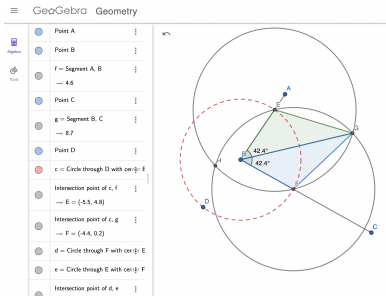 GeoGebra Geometry
Algebra
Tools
Point A
Point B
f = Segment A, B
→ 4.6
Point C
g = Segment B, C
→ 8.7
Point D
c = Circle through D with center B
Intersection point of c, f
→ E = (-5.5, 4.8)
Intersection point of c, g
→ F = (-4.4, 0.2)
d = Circle through F with center E
e = Circle through E with center F
Intersection point of d, e
A
E
G
B
42.4°
42.4°
H
F
D
C